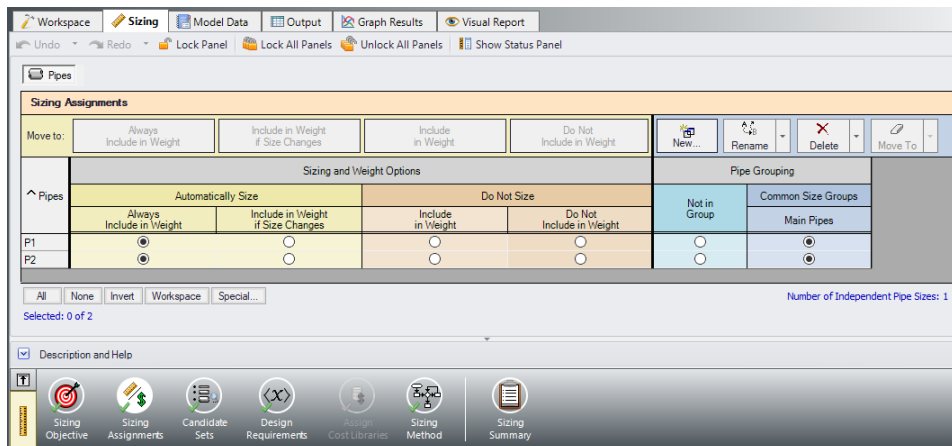 Workspace Sizing Model Data Output Graph Results Visual Report
Undo Redo Lock Panel Lock All Panels Unlock All Panels Show Status Panel
Pipes
Sizing Assignments
Move to:
Always
Include in Weight
Include in Weight
if Size Changes
Include
in Weight
Do Not
Include in Weight
New...
Rename
Delete
Move To
Sizing and Weight Options
Pipe Grouping
Pipes
Automatically Size
Do Not Size
Not in
Group
Common Size Groups
Always
Include in Weight
Include in Weight
if Size Changes
Include
in Weight
Do Not
Include in Weight
Main Pipes
P1
P2
All None Invert Workspace Special...
Number of Independent Pipe Sizes: 1
Selected: 0 of 2
Description and Help
Sizing
Objective
Sizing
Assignments
Candidate
Sets
Design
Requirements
Assign
Cost Libraries
Sizing
Method
Sizing
Summary